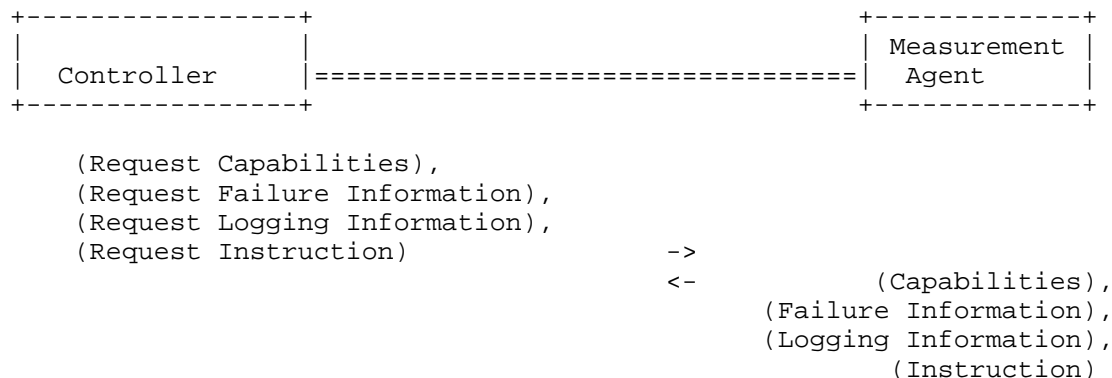 +-----------------+                                   +-------------+
|                 |                                   | Measurement |
|  Controller     |===================================|  Agent      |
+-----------------+                                   +-------------+
(Request Capabilities),
(Request Failure Information),
(Request Logging Information),
(Request Instruction)                ->
<-           (Capabilities),
(Failure Information),
(Logging Information),
(Instruction)